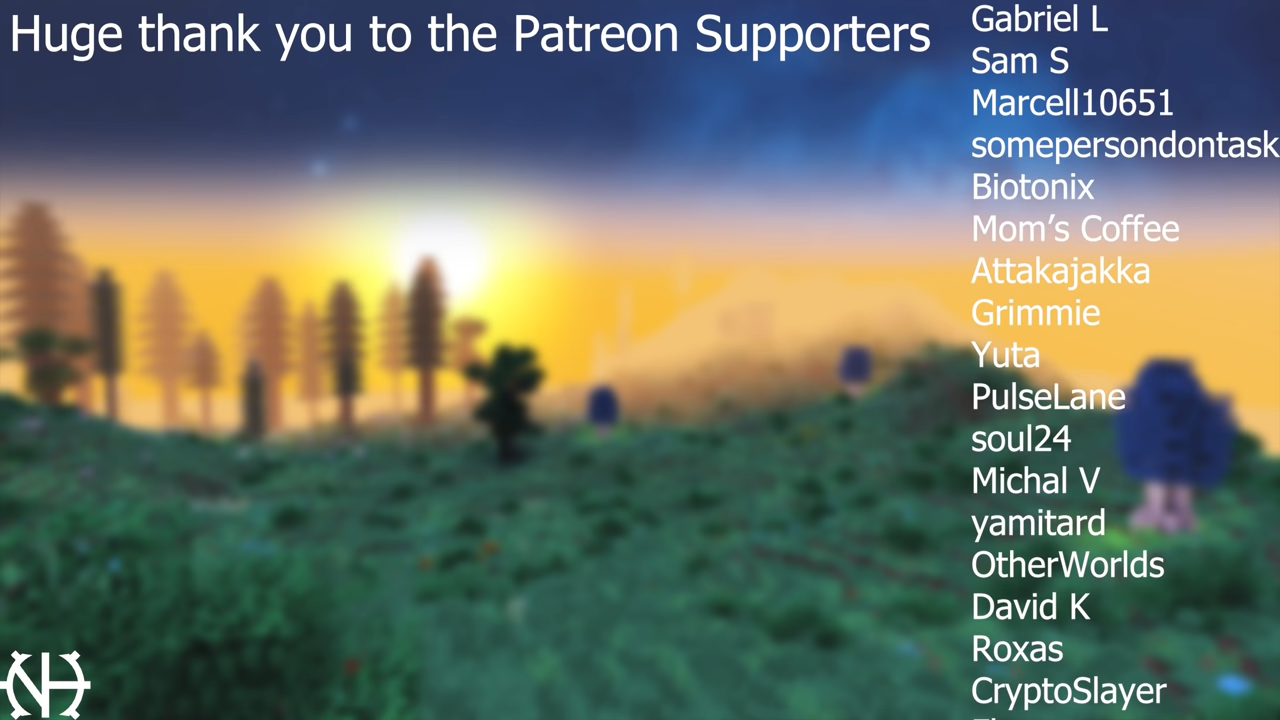 Huge thank you to the Patreon Supporters
Gabriel L
Sam S
Marcell10651
somepersondontask
Biotonix
Mom’s Coffee
Attakajakka
Grimmie
Yuta
PulseLane
soul24
Michal V
yamitard
OtherWorlds
David K
Roxas
CryptoSlayer